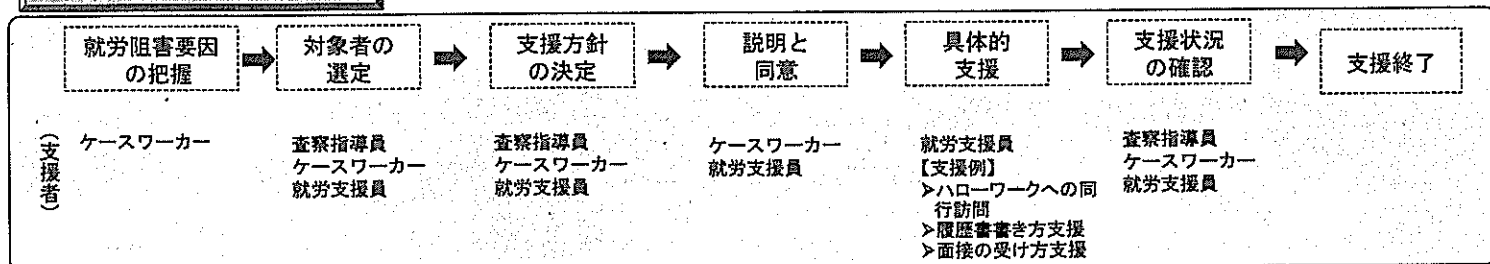 就労阻害要因
の把握
対象者の
選定
支援方針
の決定
説明と
同意
具体的
支援
支援状況
の確認
支援終了
(支援者)
ケースワーカー
査察指導員
ケースワーカー
就労支援員
査察指導員
ケースワーカー
就労支援員
ケースワーカー
就労支援員
就労支援員
【支援例】
➤ハローワークへの同
行訪問
➤履歴書書き方支援
➤面接の受け方支援
査察指導員
ケースワーカー
就労支援員